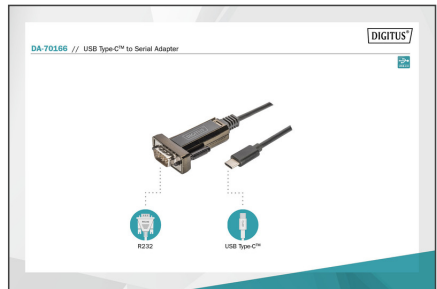 DIGITUS®
DA-70166 // USB Type-C™ to Serial Adapter
R232
USB Type-C™